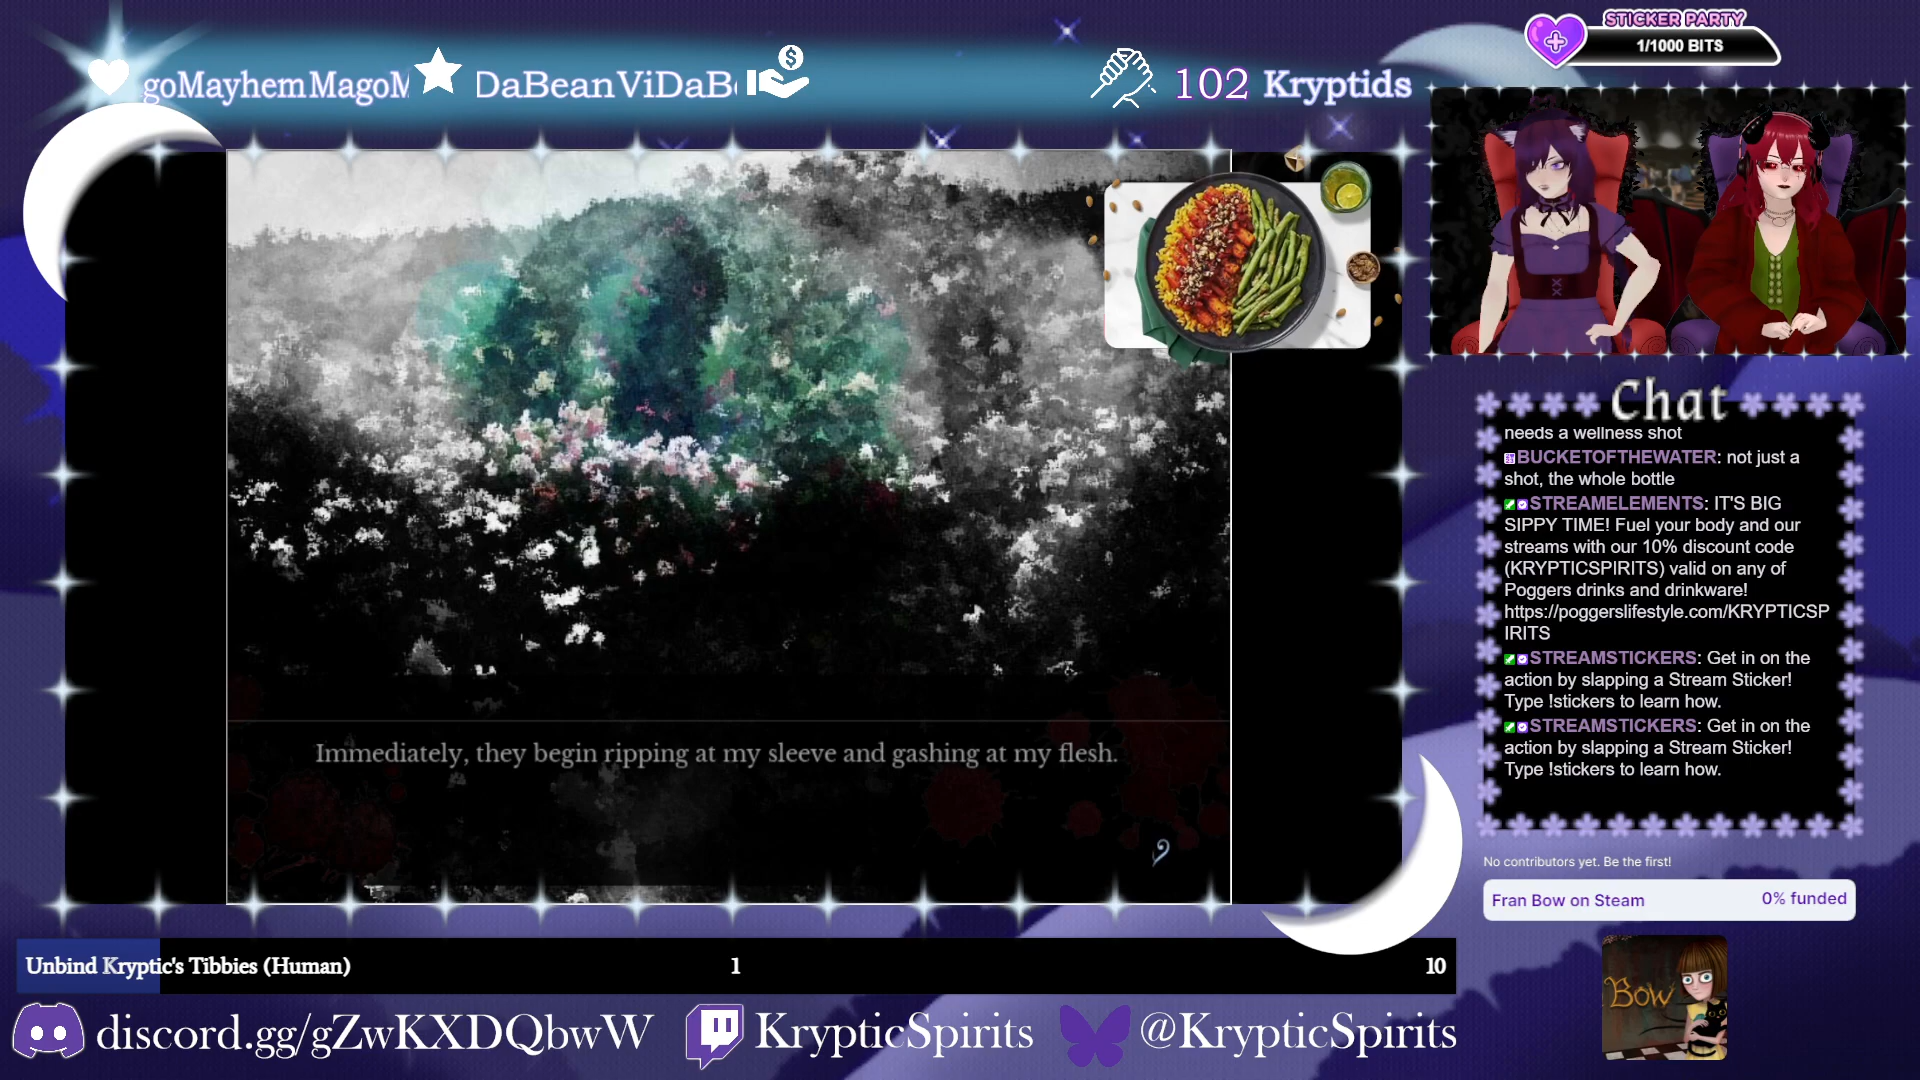 STICKER PARTY
1/1000 BITS
goMayhemMagoM
DaBeanViDaB
102 Kryptids
Chat
needs a wellness shot
BUCKETOFTHEWATER: not just a
shot, the whole bottle
STREAMELEMENTS: IT'S BIG
SIPPY TIME! Fuel your body and our
streams with our 10% discount code
(KRYPTICSPIRITS) valid on any of
Poggers drinks and drinkware!
https://poggerslifestyle.com/KRYPTICSP
IRITS
STREAMSTICKERS: Get in on the
action by slapping a Stream Sticker!
Type !stickers to learn how.
STREAMSTICKERS: Get in on the
action by slapping a Stream Sticker!
Type !stickers to learn how.
Immediately, they begin ripping at my sleeve and gashing at my flesh.
No contributors yet. Be the first!
Fran Bow on Steam 0% funded
Unbind Kryptic's Tibbies (Human) 1 10
Bow
discord.gg/gZwKXDQbwW KrypticSpirits @KrypticSpirits